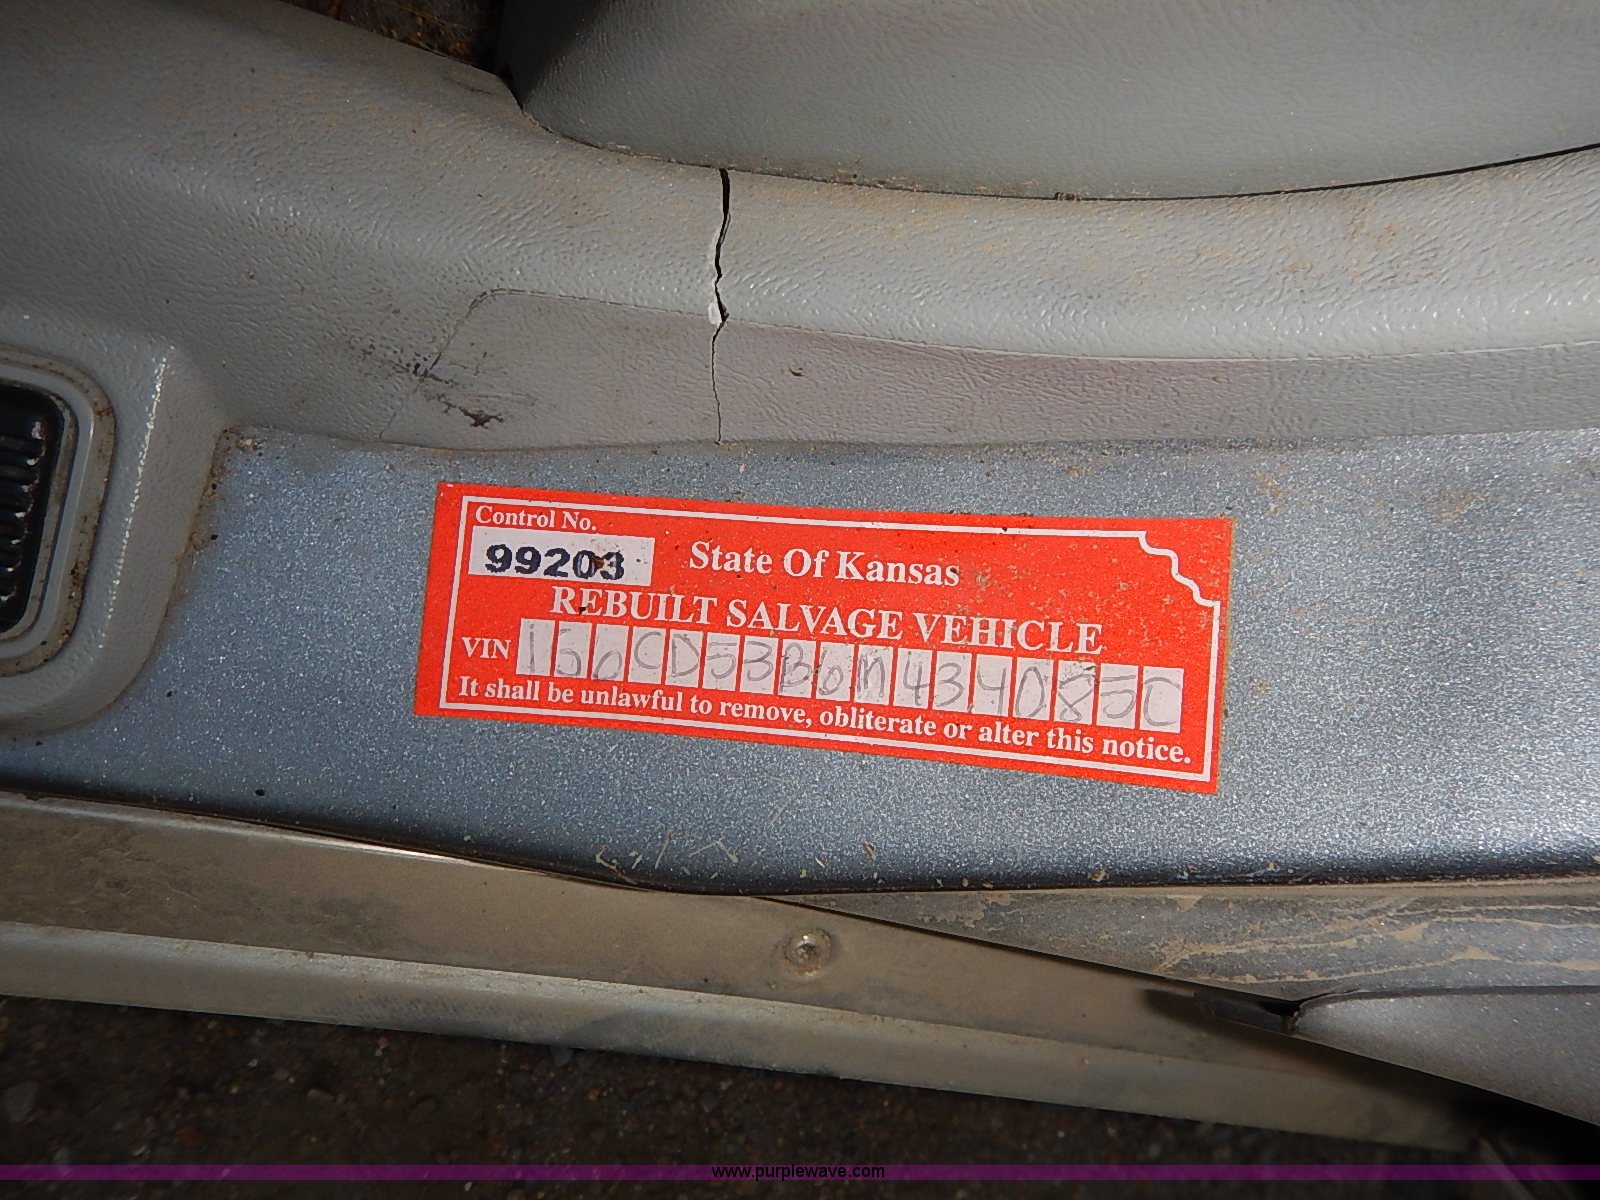 Control No.
99203
State Of Kansas
REBUILT SALVAGE VEHICLE
VIN 1G6CD53B6M4340850
It shall be unlawful to remove, obliterate or alter this notice.
www.purplewave.com